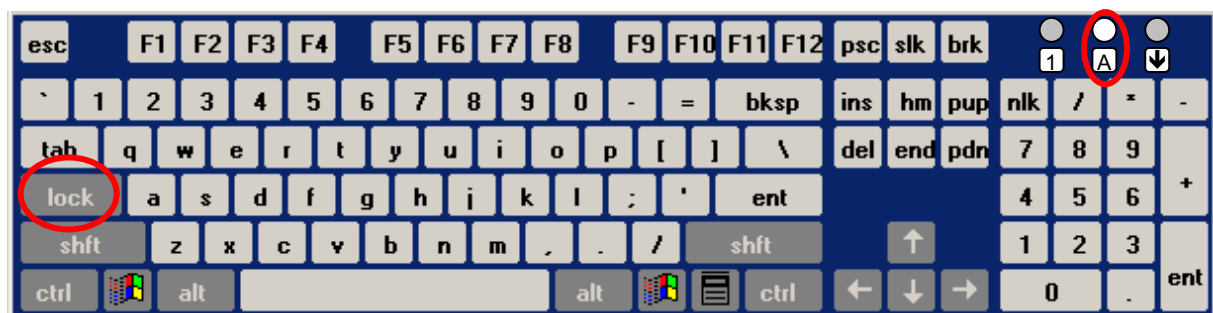 esc F1 F2 F3 F4 F5 F6 F7 F8 F9 F10 F11 F12 psc slk brk
1 A
` 1 2 3 4 5 6 7 8 9 0 - = bksp ins hm pup nlk / * -
tab q w e r t y u i o p [ ] \ del end pdn 7 8 9
lock a s d f g h j k l ; ' ent 4 5 6 +
shft z x c v b n m , . / shft ↑ 1 2 3
ctrl alt alt ctrl ← ↓ → 0 . ent